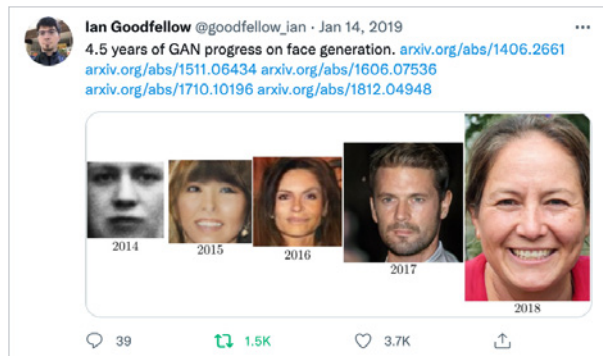 Ian Goodfellow @goodfellow_ian · Jan 14, 2019
4.5 years of GAN progress on face generation. arxiv.org/abs/1406.2661
arxiv.org/abs/1511.06434 arxiv.org/abs/1606.07536
arxiv.org/abs/1710.10196 arxiv.org/abs/1812.04948
2014
2015
2016
2017
2018
39 1.5K 3.7K